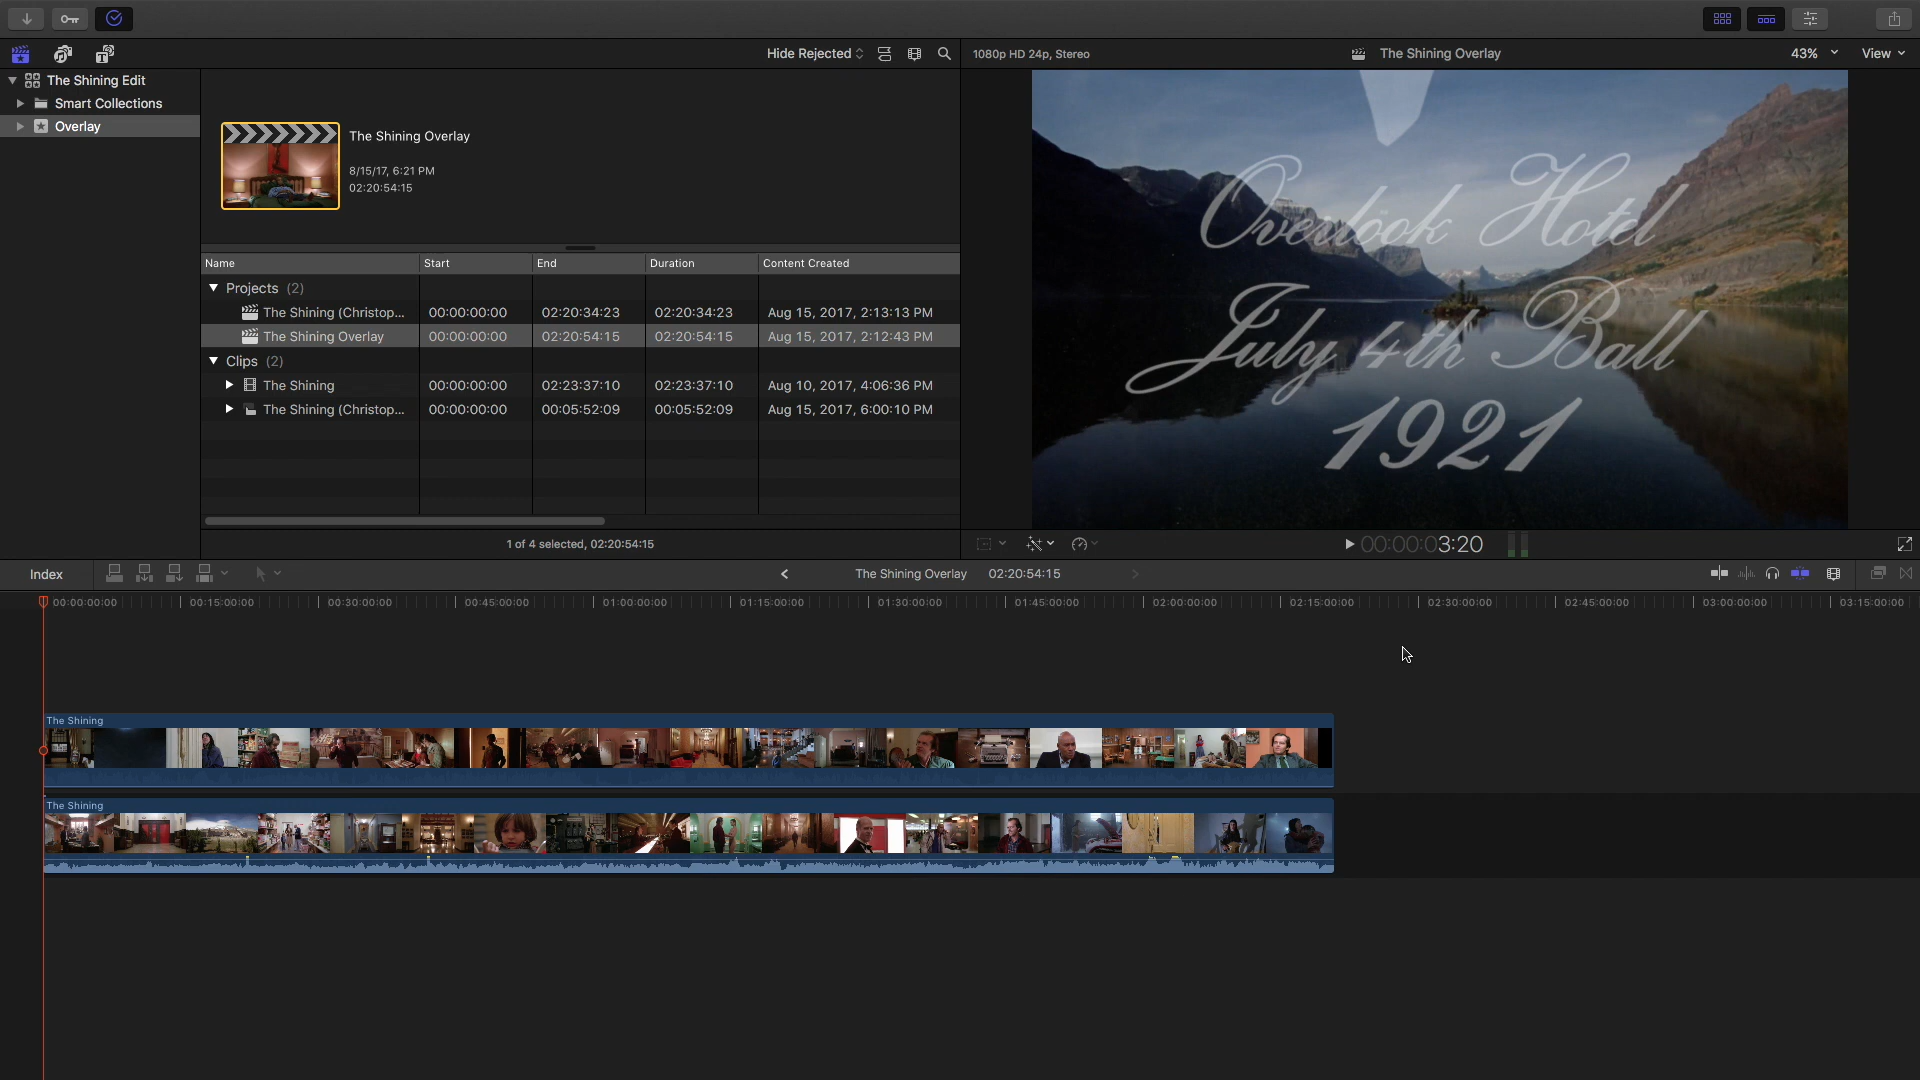 Hide Rejected
1080p HD 24p, Stereo
The Shining Overlay
43%
View
The Shining Edit
Smart Collections
Overlay
The Shining Overlay
8/15/17, 6:21 PM
02:20:54:15
Overlook Hotel
July 4th Ball
1921
Name Start End Duration Content Created
Projects (2)
The Shining (Christop... 00:00:00:00 02:20:34:23 02:20:34:23 Aug 15, 2017, 2:13:13 PM
The Shining Overlay 00:00:00:00 02:20:54:15 02:20:54:15 Aug 15, 2017, 2:12:43 PM
Clips (2)
The Shining 00:00:00:00 02:23:37:10 02:23:37:10 Aug 10, 2017, 4:06:36 PM
The Shining (Christop... 00:00:00:00 00:05:52:09 00:05:52:09 Aug 15, 2017, 6:00:10 PM
1 of 4 selected, 02:20:54:15
00:00:03:20
Index
The Shining Overlay 02:20:54:15
00:00:00:00 00:15:00:00 00:30:00:00 00:45:00:00 01:00:00:00 01:15:00:00 01:30:00:00 01:45:00:00 02:00:00:00 02:15:00:00 02:30:00:00 02:45:00:00 03:00:00:00 03:15:00:00
The Shining
The Shining